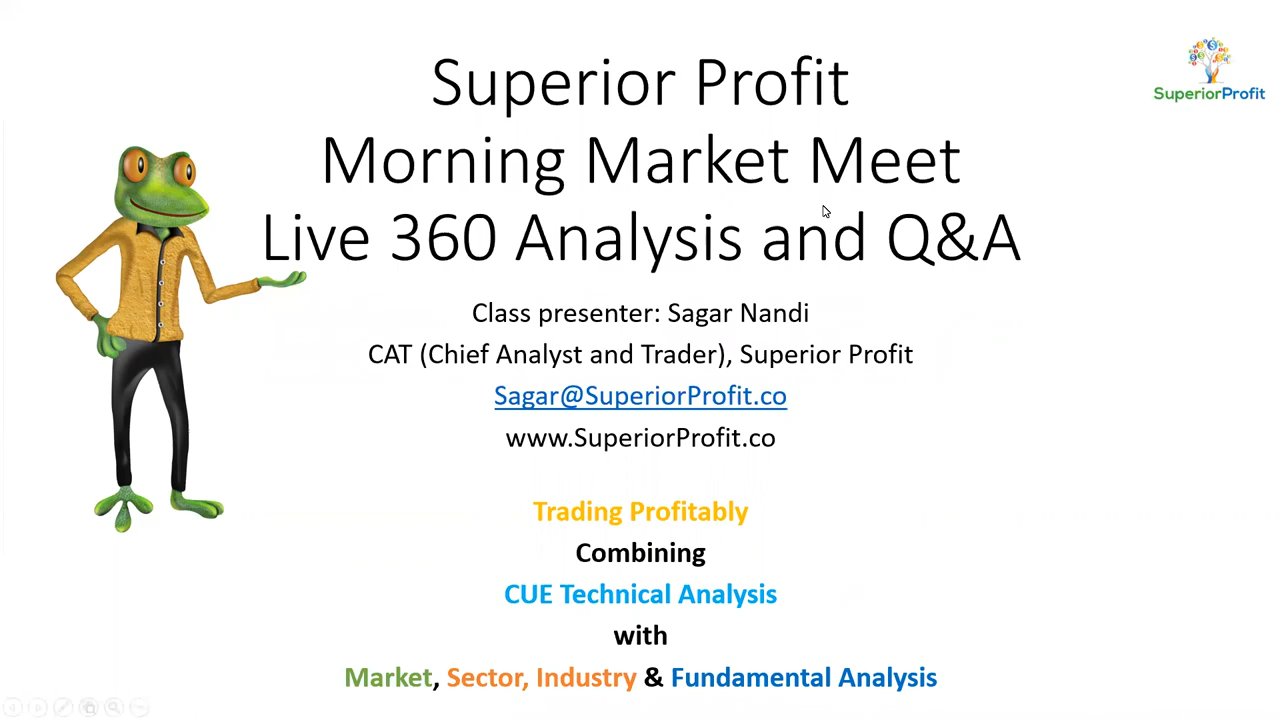 Superior Profit
Morning Market Meet
Live 360 Analysis and Q&A
SuperiorProfit
Class presenter: Sagar Nandi
CAT (Chief Analyst and Trader), Superior Profit
Sagar@SuperiorProfit.co
www.SuperiorProfit.co
Trading Profitably
Combining
CUE Technical Analysis
with
Market, Sector, Industry & Fundamental Analysis